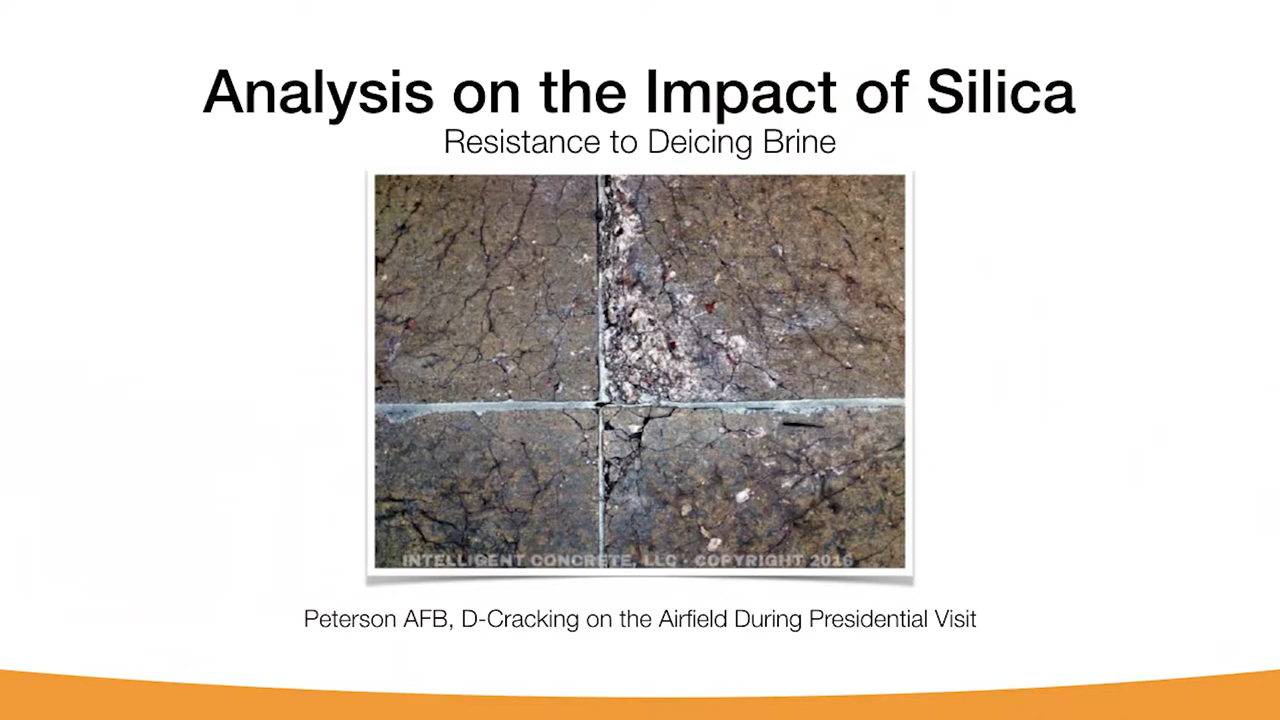 Analysis on the Impact of Silica
Resistance to Deicing Brine
INTELLIGENT CONCRETE, LLC - COPYRIGHT 2016
Peterson AFB, D-Cracking on the Airfield During Presidential Visit